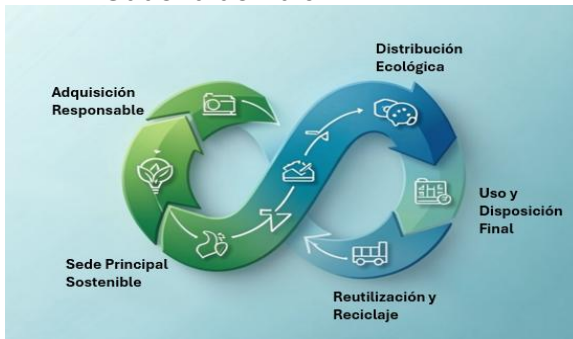 Distribución
Ecológica
Adquisición
Responsable
Uso y
Disposición
Final
Sede Principal
Sostenible
Reutilización y
Reciclaje